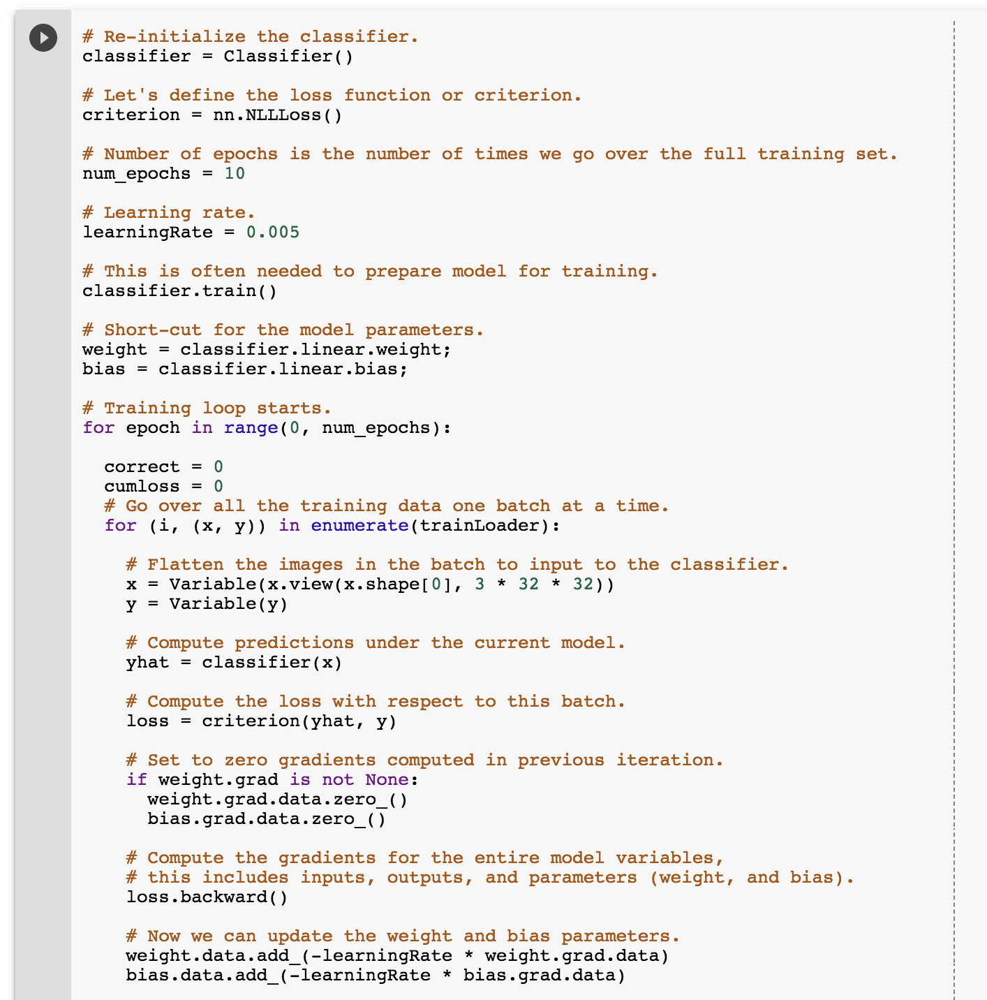 # Re-initialize the classifier.
classifier = Classifier()
# Let's define the loss function or criterion.
criterion = nn.NLLLoss()
# Number of epochs is the number of times we go over the full training set.
num_epochs = 10
# Learning rate.
learningRate = 0.005
# This is often needed to prepare model for training.
classifier.train()
# Short-cut for the model parameters.
weight = classifier.linear.weight;
bias = classifier.linear.bias;
# Training loop starts.
for epoch in range(0, num_epochs):
  correct = 0
  cumloss = 0
  # Go over all the training data one batch at a time.
  for (i, (x, y)) in enumerate(trainLoader):
    # Flatten the images in the batch to input to the classifier.
    x = Variable(x.view(x.shape[0], 3 * 32 * 32))
    y = Variable(y)
    # Compute predictions under the current model.
    yhat = classifier(x)
    # Compute the loss with respect to this batch.
    loss = criterion(yhat, y)
    # Set to zero gradients computed in previous iteration.
    if weight.grad is not None:
      weight.grad.data.zero_()
      bias.grad.data.zero_()
    # Compute the gradients for the entire model variables,
    # this includes inputs, outputs, and parameters (weight, and bias).
    loss.backward()
    # Now we can update the weight and bias parameters.
    weight.data.add_(-learningRate * weight.grad.data)
    bias.data.add_(-learningRate * bias.grad.data)